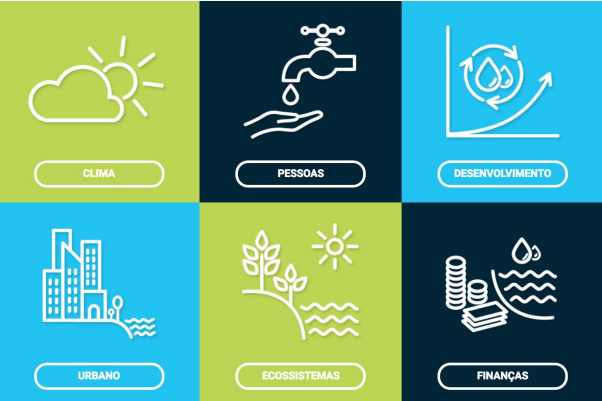 CLIMA
PESSOAS
DESENVOLVIMENTO
URBANO
ECOSSISTEMAS
FINANÇAS